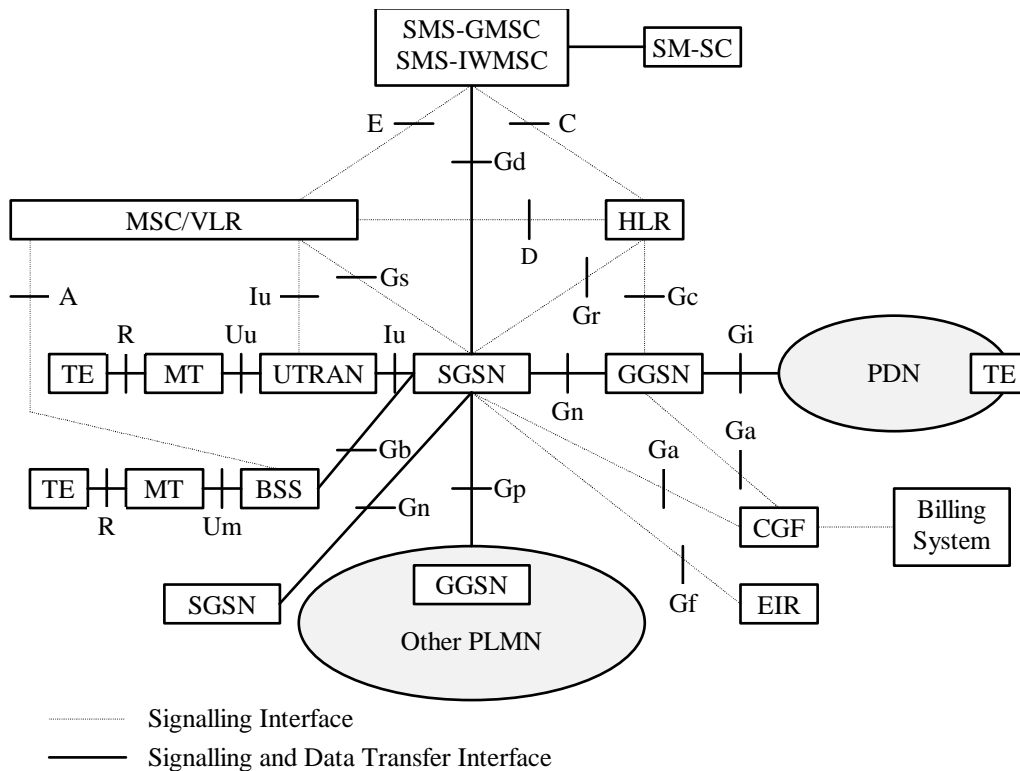 SMS-GMSC
SMS-IWMSC
SM-SC
E
C
Gd
MSC/VLR
HLR
D
A
Iu
Gs
Gr
Gc
R
Uu
Iu
Gi
TE
MT
UTRAN
SGSN
GGSN
PDN
TE
Gn
Gb
Ga
Ga
TE
MT
BSS
R
Um
Gn
Gp
CGF
Billing
System
SGSN
GGSN
Gf
EIR
Other PLMN
Signalling Interface
Signalling and Data Transfer Interface